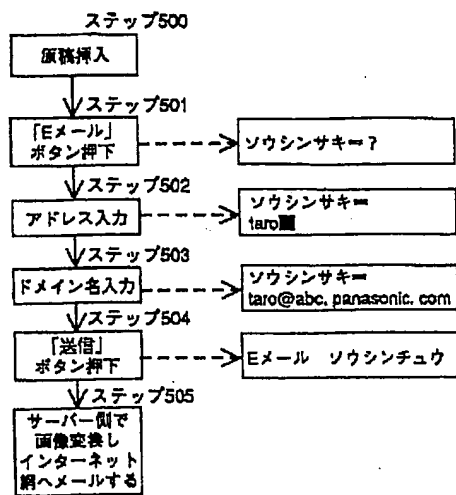 ステップ500
原稿挿入
ステップ501
「Eメール」
ボタン押下
ソウシンサキ=?
ステップ502
アドレス入力
ソウシンサキ=
taro■
ステップ503
ドメイン名入力
ソウシンサキ=
taro@abc.panasonic.com
ステップ504
「送信」
ボタン押下
Eメール ソウシンチュウ
ステップ505
サーバー側で
画像変換し
インターネット
網へメールする